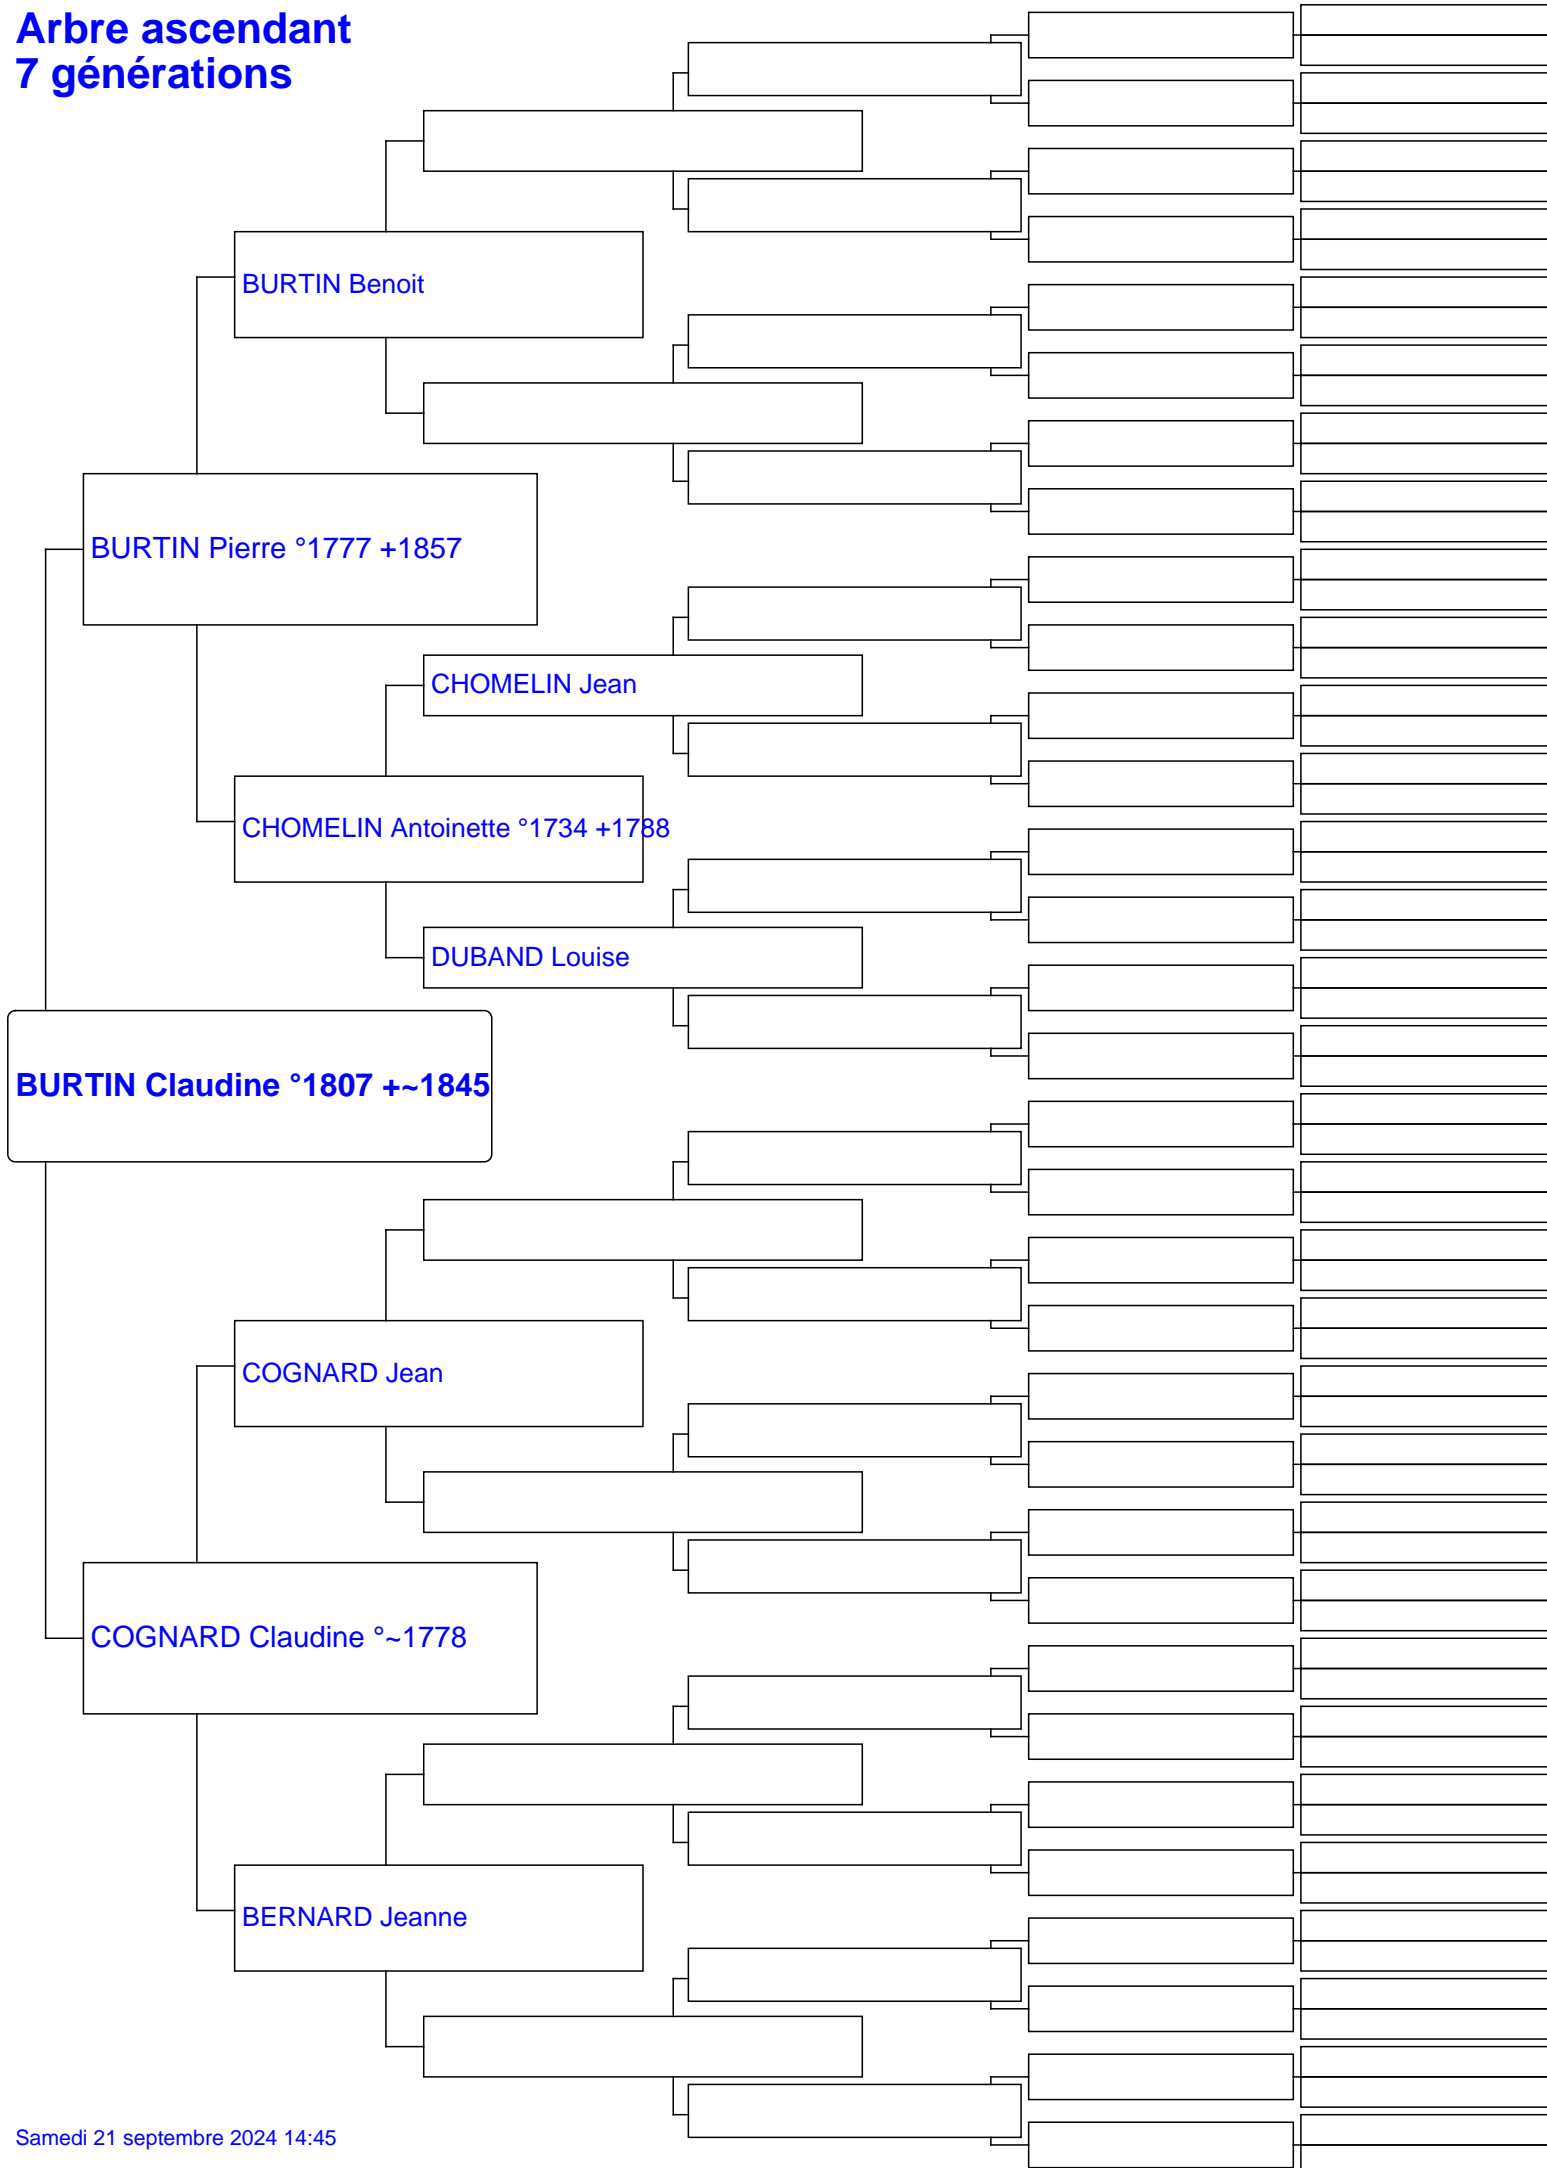 Arbre ascendant
7 générations
BURTIN Benoit
BURTIN Pierre °1777 +1857
CHOMELIN Jean
CHOMELIN Antoinette °1734 +1788
DUBAND Louise
BURTIN Claudine °1807 +~1845
COGNARD Jean
COGNARD Claudine °~1778
BERNARD Jeanne
Samedi 21 septembre 2024 14:45